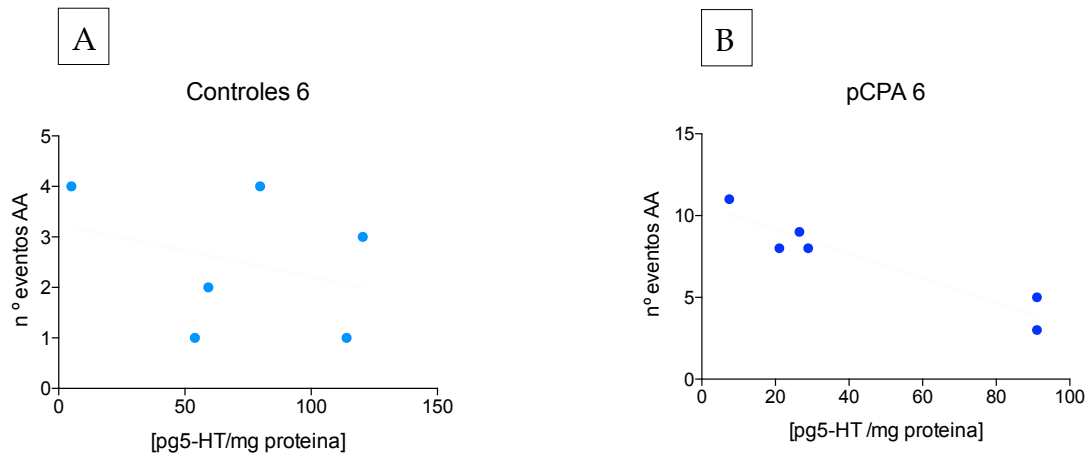 A
Controles 6
5
4
3
2
1
0
nº eventos AA
0 50 100 150
[pg5-HT/mg proteina]
B
pCPA 6
15
10
5
0
nº eventos AA
0 20 40 60 80 100
[pg5-HT /mg proteina]